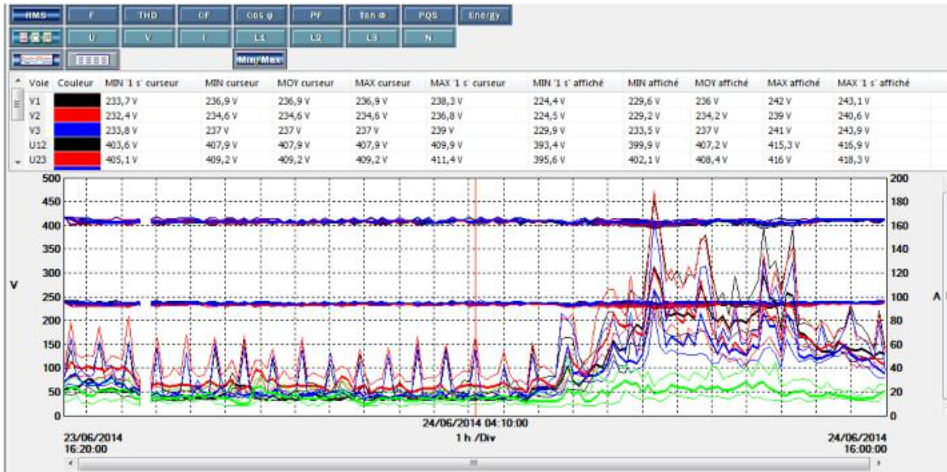 RMS F THD CF Cos φ PF Tan Φ PQS Energy
U V I L1 L2 L3 N
Min/Max
Voie Couleur MIN '1 s' curseur MIN curseur MOY curseur MAX curseur MAX '1 s' curseur MIN '1 s' affiché MIN affiché MOY affiché MAX affiché MAX '1 s' affiché
V1 233,7 V 236,9 V 236,9 V 236,9 V 238,3 V 224,4 V 229,6 V 236 V 242 V 243,1 V
V2 232,4 V 234,6 V 234,6 V 234,6 V 236,8 V 224,5 V 229,2 V 234,2 V 239 V 240,6 V
V3 233,8 V 237 V 237 V 237 V 239 V 229,9 V 233,5 V 237 V 241 V 243,9 V
U12 403,6 V 407,9 V 407,9 V 407,9 V 409,9 V 393,4 V 399,9 V 407,2 V 415,3 V 416,9 V
U23 405,1 V 409,2 V 409,2 V 409,2 V 411,4 V 395,6 V 402,1 V 408,4 V 416 V 418,3 V
500 200
450 180
400 160
350 140
300 120
V 250 100 A
200 80
150 60
100 40
50 20
0 0
24/06/2014 04:10:00
23/06/2014 1 h /Div 24/06/2014
16:20:00 16:00:00